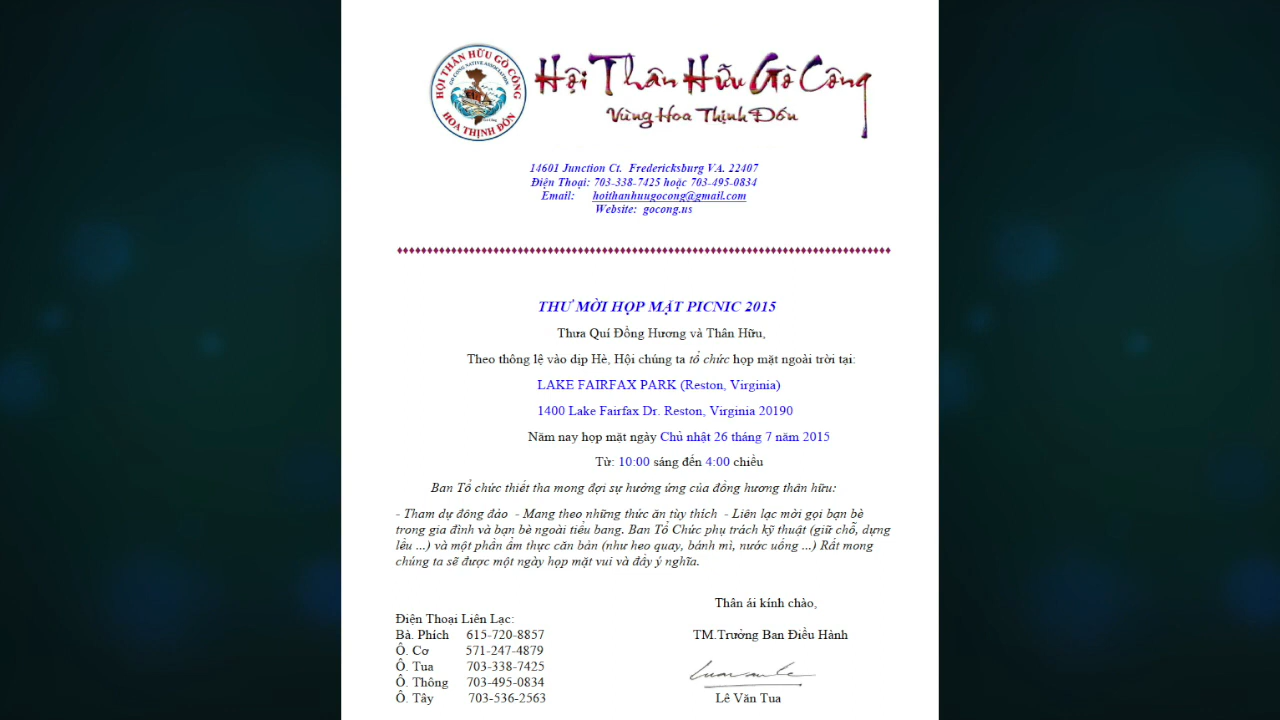 HỘI THÂN HỮU GÒ CÔNG
GO CONG NATIVE ASSOCIATION
HOA THỊNH ĐỐN
Hội Thân Hữu Gò Công
Vùng Hoa Thịnh Đốn
14601 Junction Ct. Fredericksburg VA. 22407
Điện Thoại: 703-338-7425 hoặc 703-495-0834
Email: hoithanhuugocong@gmail.com
Website: gocong.us
THƯ MỜI HỌP MẶT PICNIC 2015
Thưa Quí Đồng Hương và Thân Hữu,
Theo thông lệ vào dịp Hè, Hội chúng ta tổ chức họp mặt ngoài trời tại:
LAKE FAIRFAX PARK (Reston, Virginia)
1400 Lake Fairfax Dr. Reston, Virginia 20190
Năm nay họp mặt ngày Chủ nhật 26 tháng 7 năm 2015
Từ: 10:00 sáng đến 4:00 chiều
Ban Tổ chức thiết tha mong đợi sự hưởng ứng của đồng hương thân hữu:
- Tham dự đông đảo - Mang theo những thức ăn tùy thích - Liên lạc mời gọi bạn bè
trong gia đình và bạn bè ngoài tiểu bang. Ban Tổ Chức phụ trách kỹ thuật (giữ chỗ, dựng
lều ...) và một phần ẩm thực căn bản (như heo quay, bánh mì, nước uống ...) Rất mong
chúng ta sẽ được một ngày họp mặt vui và đầy ý nghĩa.
Thân ái kính chào,
Điện Thoại Liên Lạc:
Bà. Phích 615-720-8857
TM.Trưởng Ban Điều Hành
Ô. Cơ 571-247-4879
Ô. Tua 703-338-7425
Ô. Thông 703-495-0834
Ô. Tây 703-536-2563
Lê Văn Tua